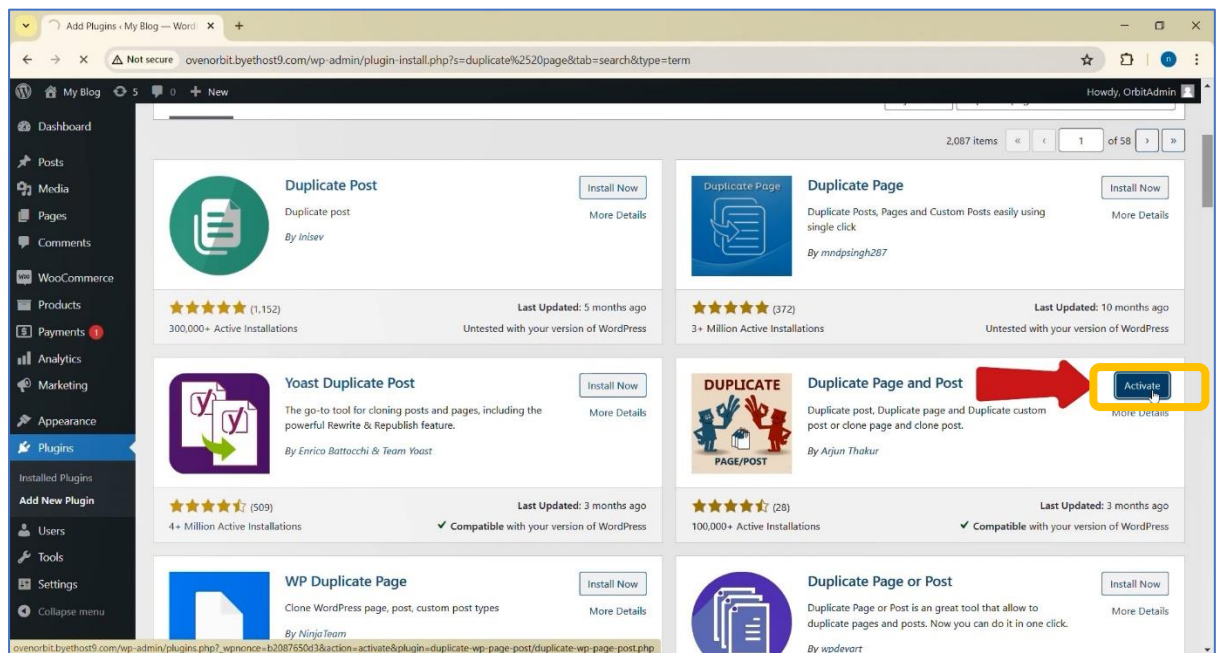 Add Plugins ‹ My Blog — Word
Not secure ovenorbit.byethost9.com/wp-admin/plugin-install.php?s=duplicate%2520page&tab=search&type=term
n
My Blog 5 0 New
Howdy, OrbitAdmin
Dashboard
Posts
Media
Pages
Comments
WooCommerce
Products
Payments 1
Analytics
Marketing
Appearance
Plugins
Installed Plugins
Add New Plugin
Users
Tools
Settings
Collapse menu
2,087 items « ‹ 1 of 58 › »
Duplicate Post
Install Now
Duplicate post
More Details
By Inisev
(1,152)
Last Updated: 5 months ago
300,000+ Active Installations
Untested with your version of WordPress
Duplicate Page
Duplicate Page
Install Now
Duplicate Posts, Pages and Custom Posts easily using
single click
More Details
By mndpsingh287
(372)
Last Updated: 10 months ago
3+ Million Active Installations
Untested with your version of WordPress
Yoast Duplicate Post
Install Now
The go-to tool for cloning posts and pages, including the
powerful Rewrite & Republish feature.
More Details
By Enrico Battocchi & Team Yoast
(509)
Last Updated: 3 months ago
4+ Million Active Installations
Compatible with your version of WordPress
DUPLICATE
PAGE/POST
Duplicate Page and Post
Activate
Duplicate post, Duplicate page and Duplicate custom
post or clone page and clone post.
More Details
By Arjun Thakur
(28)
Last Updated: 3 months ago
100,000+ Active Installations
Compatible with your version of WordPress
WP Duplicate Page
Install Now
Clone WordPress page, post, custom post types
More Details
By NinjaTeam
Duplicate Page or Post
Install Now
Duplicate Page or Post is an great tool that allow to
duplicate pages and posts. Now you can do it in one click.
More Details
By wpdevart
ovenorbit.byethost9.com/wp-admin/plugins.php?_wpnonce=b2087650d3&action=activate&plugin=duplicate-wp-page-post/duplicate-wp-page-post.php